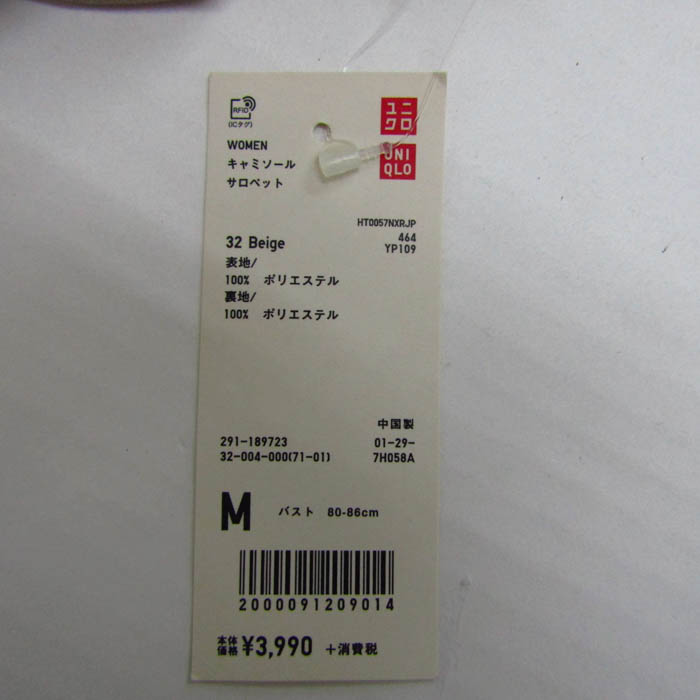 RFID
(ICタグ)
ユニ
クロ
WOMEN
キャミソール
サロペット
UNI
QLO
HT0057NXRJP
464
YP109
32 Beige
表地/
100% ポリエステル
裏地/
100% ポリエステル
中国製
291-189723 01-29-
32-004-000(71-01) 7H058A
M バスト 80-86cm
2000091209014
本体
価格 ¥3,990 +消費税